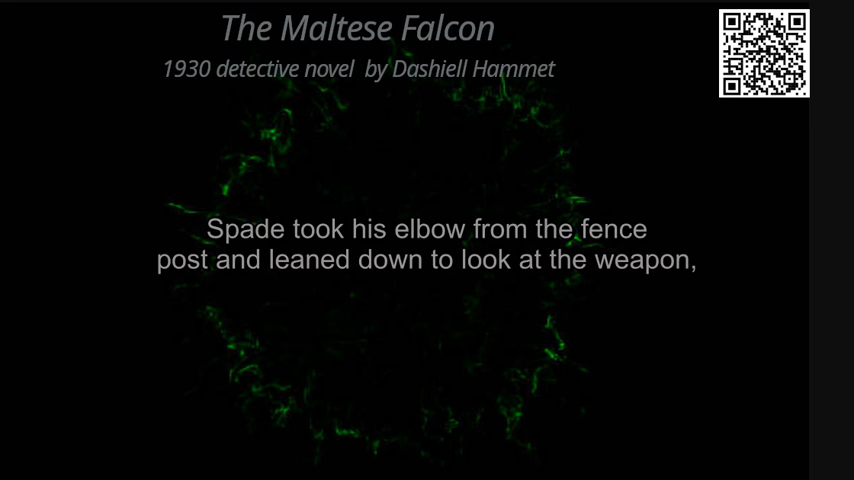 The Maltese Falcon
1930 detective novel by Dashiell Hammet
Spade took his elbow from the fence
post and leaned down to look at the weapon,